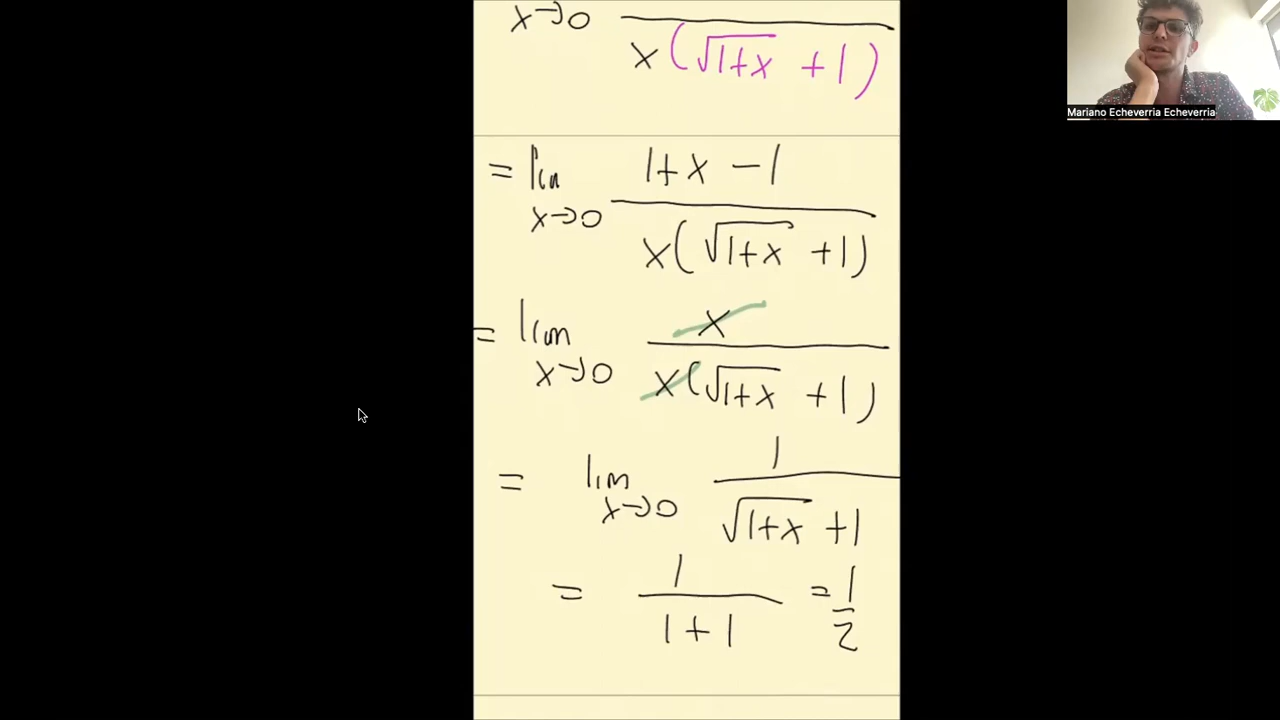 x→0 x(√1+x +1)
= lim x→0 1+x −1 / x(√1+x +1)
= lim x→0 x / x(√1+x +1)
= lim x→0 1 / √1+x +1
= 1 / 1+1 = 1/2
Mariano Echeverria Echeverria